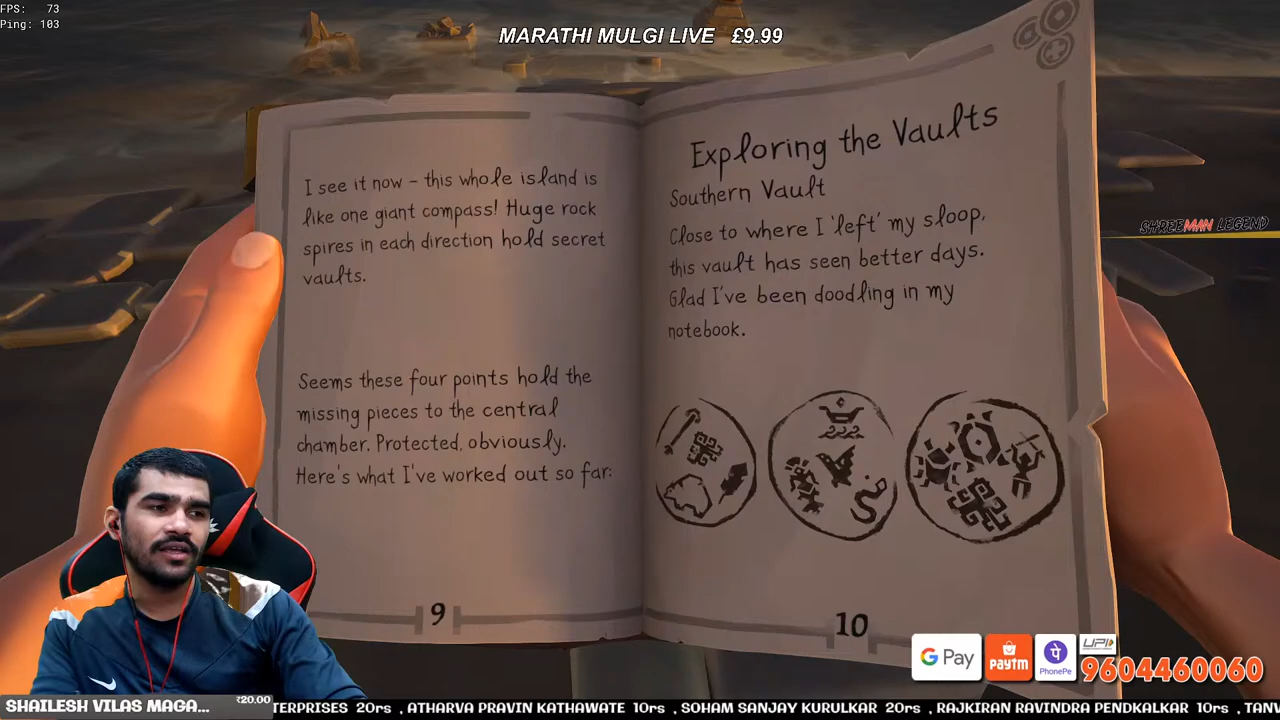 FPS: 73
Ping: 103
MARATHI MULGI LIVE £9.99
I see it now - this whole island is
like one giant compass! Huge rock
spires in each direction hold secret
vaults.
Seems these four points hold the
missing pieces to the central
chamber. Protected, obviously.
Here's what I've worked out so far:
9
Exploring the Vaults
Southern Vault
Close to where I 'left' my sloop,
this vault has seen better days.
Glad I've been doodling in my
notebook.
10
SHREEMAN LEGEND
G Pay
paytm
PhonePe
UPI
9604460060
SHAILESH VILAS MAGA... ₹20.00
TERPRISES 20rs , ATHARVA PRAVIN KATHAWATE 10rs , SOHAM SANJAY KURULKAR 20rs , RAJKIRAN RAVINDRA PENDKALKAR 10rs , TANV